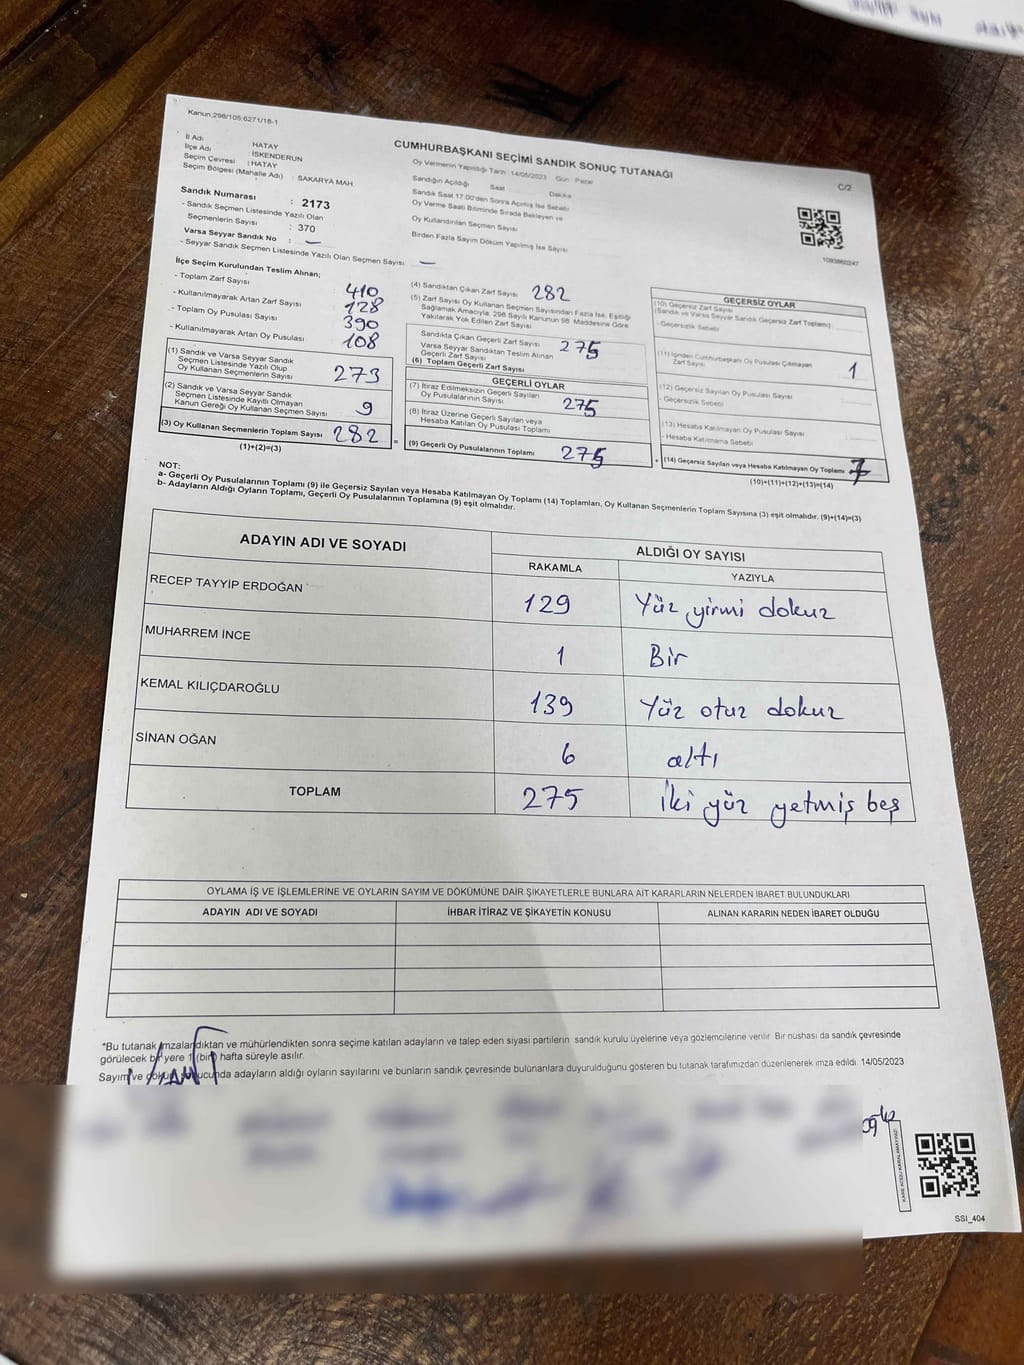 Kanun;298/105;6271/18-1
İl Adı : HATAY
İlçe Adı : İSKENDERUN
Seçim Çevresi : HATAY
Seçim Bölgesi (Mahalle Adı) : SAKARYA MAH.
Sandık Numarası : 2173
- Sandık Seçmen Listesinde Yazılı Olan
Seçmenlerin Sayısı : 370
Varsa Seyyar Sandık No : —
- Seyyar Sandık Seçmen Listesinde Yazılı Olan Seçmen Sayısı : —
CUMHURBAŞKANI SEÇİMİ SANDIK SONUÇ TUTANAĞI
C/2
Oy Vermenin Yapıldığı Tarih : 14/05/2023 Gün : Pazar
Sandığın Açıldığı Saat Dakika
Sandık Saat 17.00'den Sonra Açılmış İse Sebebi
Oy Verme Saati Bitiminde Sırada Bekleyen ve
Oy Kullandırılan Seçmen Sayısı
Birden Fazla Sayım Döküm Yapılmış İse Sayısı
1093860247
İlçe Seçim Kurulundan Teslim Alınan;
- Toplam Zarf Sayısı : 410
- Kullanılmayarak Artan Zarf Sayısı : 128
- Toplam Oy Pusulası Sayısı : 390
- Kullanılmayarak Artan Oy Pusulası : 108
(1) Sandık ve Varsa Seyyar Sandık
Seçmen Listesinde Yazılı Olup
Oy Kullanan Seçmenlerin Sayısı 273
(2) Sandık ve Varsa Seyyar Sandık
Seçmen Listesinde Kayıtlı Olmayan
Kanun Gereği Oy Kullanan Seçmen Sayısı 9
(3) Oy Kullanan Seçmenlerin Toplam Sayısı 282
(1)+(2)=(3)
(4) Sandıktan Çıkan Zarf Sayısı 282
(5) Zarf Sayısı Oy Kullanan Seçmen Sayısından Fazla İse, Eşitliği
Sağlamak Amacıyla; 298 Sayılı Kanunun 98. Maddesine Göre
Yakılarak Yok Edilen Zarf Sayısı
Sandıkta Çıkan Geçerli Zarf Sayısı 275
Varsa Seyyar Sandıktan Teslim Alınan
Geçerli Zarf Sayısı
(6) Toplam Geçerli Zarf Sayısı
GEÇERLİ OYLAR
(7) İtiraz Edilmeksizin Geçerli Sayılan
Oy Pusulalarının Sayısı 275
(8) İtiraz Üzerine Geçerli Sayılan veya
Hesaba Katılan Oy Pusulası Toplamı
= (9) Geçerli Oy Pusulalarının Toplamı 275
GEÇERSİZ OYLAR
(10) Geçersiz Zarf Sayısı
(Sandık ve Varsa Seyyar Sandık Geçersiz Zarf Toplamı)
- Geçersizlik Sebebi
(11) İçinden Cumhurbaşkanı Oy Pusulası Çıkmayan
Zarf Sayısı 1
(12) Geçersiz Sayılan Oy Pusulası Sayısı
- Geçersizlik Sebebi
(13) Hesaba Katılmayan Oy Pusulası Sayısı
- Hesaba Katılmama Sebebi
+ (14) Geçersiz Sayılan veya Hesaba Katılmayan Oy Toplamı 7
(10)+(11)+(12)+(13)=(14)
NOT:
a- Geçerli Oy Pusulalarının Toplamı (9) ile Geçersiz Sayılan veya Hesaba Katılmayan Oy Toplamı (14) Toplamları, Oy Kullanan Seçmenlerin Toplam Sayısına (3) eşit olmalıdır. (9)+(14)=(3)
b- Adayların Aldığı Oyların Toplamı, Geçerli Oy Pusulalarının Toplamına (9) eşit olmalıdır.
ADAYIN ADI VE SOYADI ALDIĞI OY SAYISI
RAKAMLA YAZIYLA
RECEP TAYYİP ERDOĞAN 129 Yüz yirmi dokuz
MUHARREM İNCE 1 Bir
KEMAL KILIÇDAROĞLU 139 Yüz otuz dokuz
SİNAN OĞAN 6 altı
TOPLAM 275 İki yüz yetmiş beş
OYLAMA İŞ VE İŞLEMLERİNE VE OYLARIN SAYIM VE DÖKÜMÜNE DAİR ŞİKAYETLERLE BUNLARA AİT KARARLARIN NELERDEN İBARET BULUNDUKLARI
ADAYIN ADI VE SOYADI İHBAR İTİRAZ VE ŞİKAYETİN KONUSU ALINAN KARARIN NEDEN İBARET OLDUĞU
*Bu tutanak imzalandıktan ve mühürlendikten sonra seçime katılan adayların ve talep eden siyasi partilerin sandık kurulu üyelerine veya gözlemcilerine verilir. Bir nüshası da sandık çevresinde
görülecek bir yere 1 (bir) hafta süreyle asılır.
Sayım ve döküm sonucunda adayların aldığı oyların sayılarını ve bunların sandık çevresinde bulunanlara duyurulduğunu gösteren bu tutanak tarafımızdan düzenlenerek imza edildi. 14/05/2023
SSİ_404